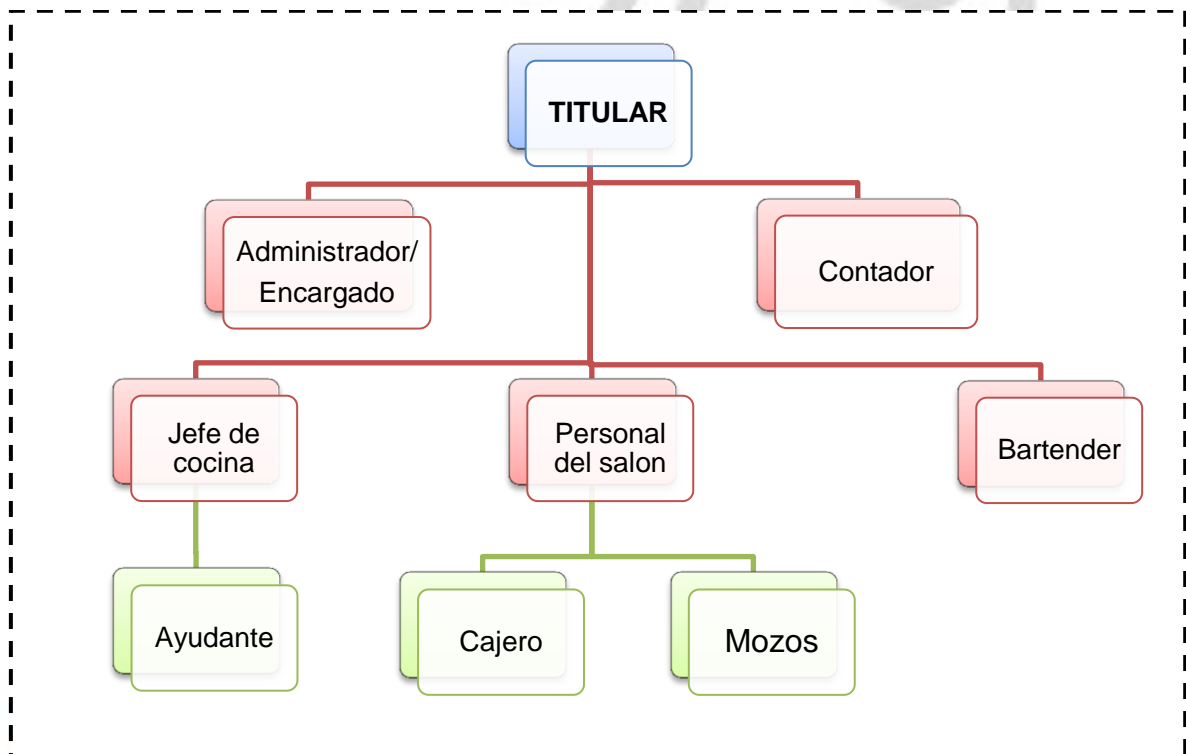 TITULAR
Administrador/
Encargado
Contador
Jefe de
cocina
Personal
del salon
Bartender
Ayudante
Cajero
Mozos